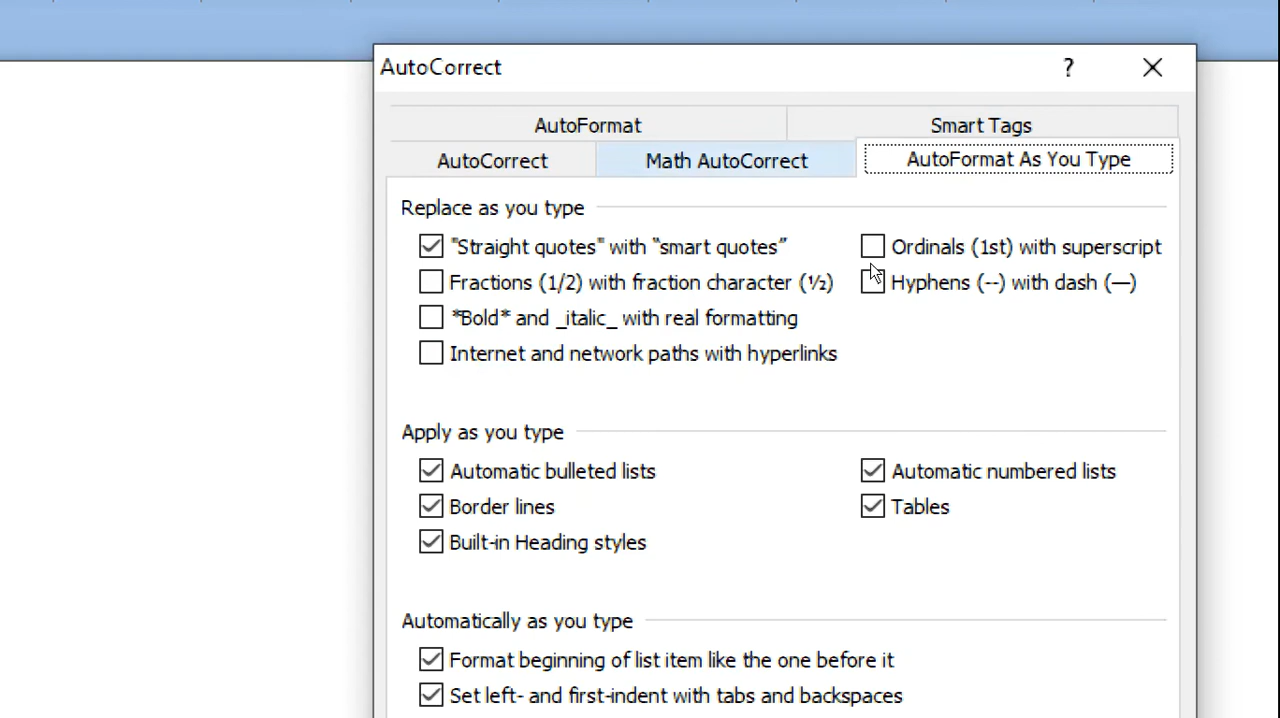 AutoCorrect ? ×
AutoFormat Smart Tags
AutoCorrect Math AutoCorrect AutoFormat As You Type
Replace as you type
"Straight quotes" with “smart quotes” Ordinals (1st) with superscript
Fractions (1/2) with fraction character (½) Hyphens (--) with dash (—)
*Bold* and _italic_ with real formatting
Internet and network paths with hyperlinks
Apply as you type
Automatic bulleted lists Automatic numbered lists
Border lines Tables
Built-in Heading styles
Automatically as you type
Format beginning of list item like the one before it
Set left- and first-indent with tabs and backspaces